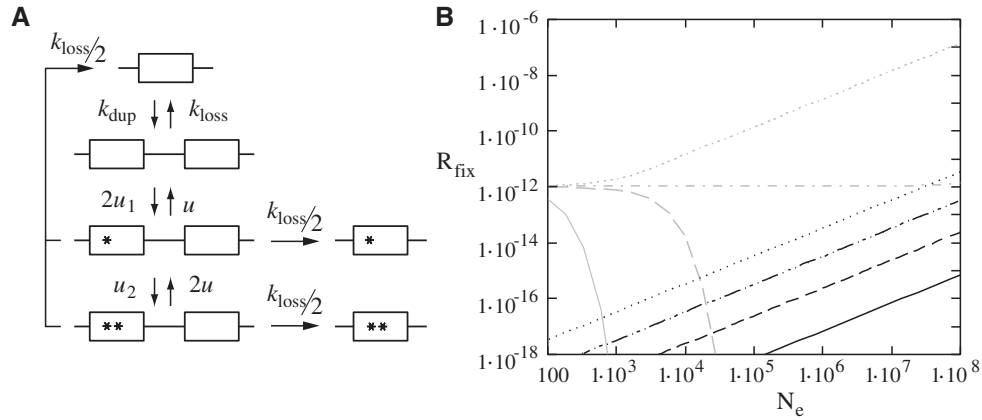 A
k_loss/2
k_dup k_loss
2u_1 u k_loss/2
* *
u_2 2u k_loss/2
** **
B
1·10^-6
1·10^-8
1·10^-10
R_fix
1·10^-12
1·10^-14
1·10^-16
1·10^-18
100 1·10^3 1·10^4 1·10^5 1·10^6 1·10^7 1·10^8
N_e